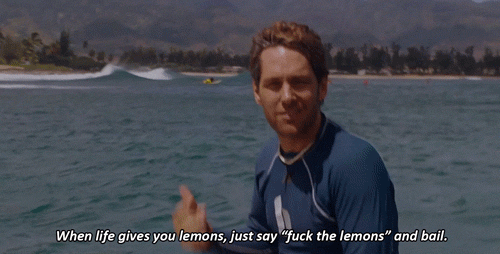 When life gives you lemons, just say “fuck the lemons” and bail.